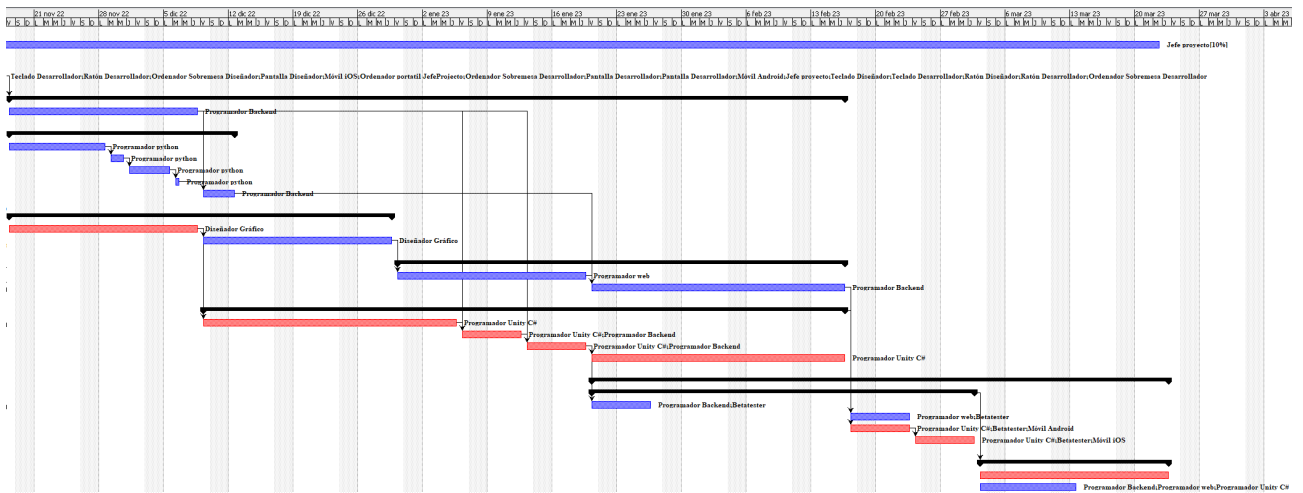 21 nov 22 28 nov 22 5 dic 22 12 dic 22 19 dic 22 26 dic 22 2 ene 23 9 ene 23 16 ene 23 23 ene 23 30 ene 23 6 feb 23 13 feb 23 20 feb 23 27 feb 23 6 mar 23 13 mar 23 20 mar 23 27 mar 23 3 abr 23
V S D L M M J V S D L M M J V S D L M M J V S D L M M J V S D L M M J V S D L M M J V S D L M M J V S D L M M J V S D L M M J V S D L M M J V S D L M M J V S D L M M J V S D L M M J V S D L M M J V S D L M M J V S D L M M J V S D L M M J V S D L M M J V S D L M M J V S D L M M
Jefe proyecto[10%]
Teclado Desarrollador;Ratón Desarrollador;Ordenador Sobremesa Diseñador;Pantalla Diseñador;Móvil iOS;Ordenador portatil JefeProjecto;Ordenador Sobremesa Desarrollador;Pantalla Desarrollador;Pantalla Desarrollador;Móvil Android;Jefe proyecto;Teclado Diseñador;Teclado Desarrollador;Ratón Diseñador;Ratón Desarrollador;Ordenador Sobremesa Desarrollador
Programador Backend
Programador python
Programador python
Programador python
Programador python
Programador Backend
Diseñador Gráfico
Diseñador Gráfico
Programador web
Programador Backend
Programador Unity C#
Programador Unity C#;Programador Backend
Programador Unity C#;Programador Backend
Programador Unity C#
Programador Backend;Betatester
Programador web;Betatester
Programador Unity C#;Betatester;Móvil Android
Programador Unity C#;Betatester;Móvil iOS
Programador Backend;Programador web;Programador Unity C#